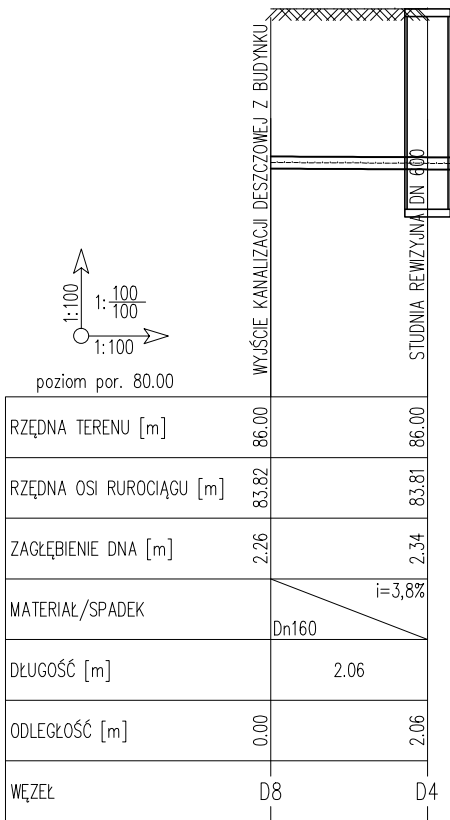 WYJŚCIE KANALIZACJI DESZCZOWEJ Z BUDYNKU
STUDNIA REWIZYJNA DN 600
1:100
1:100/100
1:100
poziom por. 80.00
RZĘDNA TERENU [m] 86.00 86.00
RZĘDNA OSI RUROCIĄGU [m] 83.82 83.81
ZAGŁĘBIENIE DNA [m] 2.26 2.34
MATERIAŁ/SPADEK Dn160 i=3,8%
DŁUGOŚĆ [m] 2.06
ODLEGŁOŚĆ [m] 0.00 2.06
WĘZEŁ D8 D4